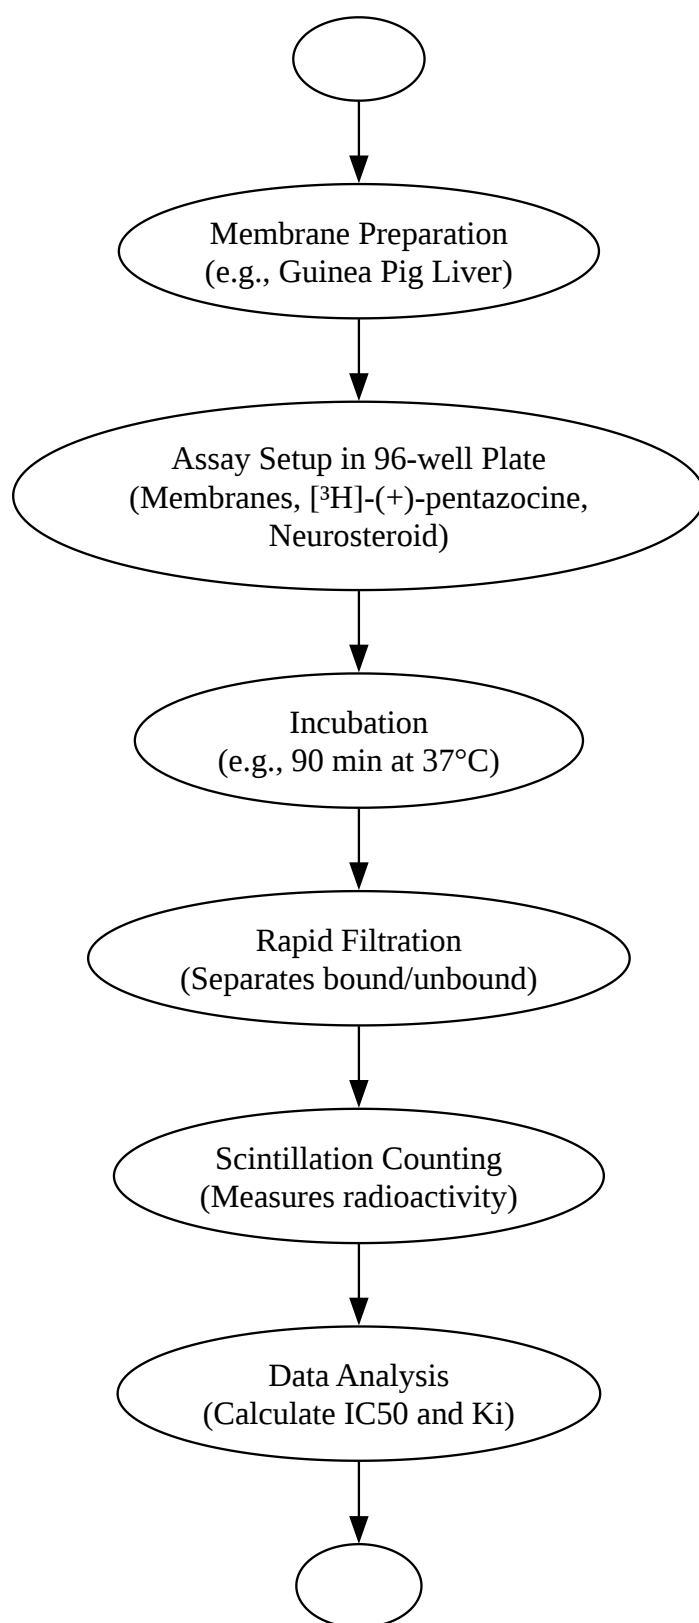 Membrane Preparation
(e.g., Guinea Pig Liver)
Assay Setup in 96-well Plate
(Membranes, [³H]-(+)-pentazocine,
Neurosteroid)
Incubation
(e.g., 90 min at 37°C)
Rapid Filtration
(Separates bound/unbound)
Scintillation Counting
(Measures radioactivity)
Data Analysis
(Calculate IC50 and Ki)